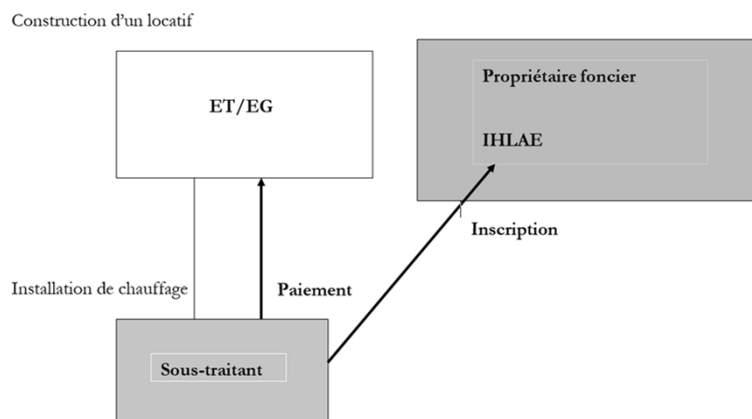 Construction d'un locatif
ET/EG
Propriétaire foncier
IHLAE
Inscription
Installation de chauffage
Paiement
Sous-traitant